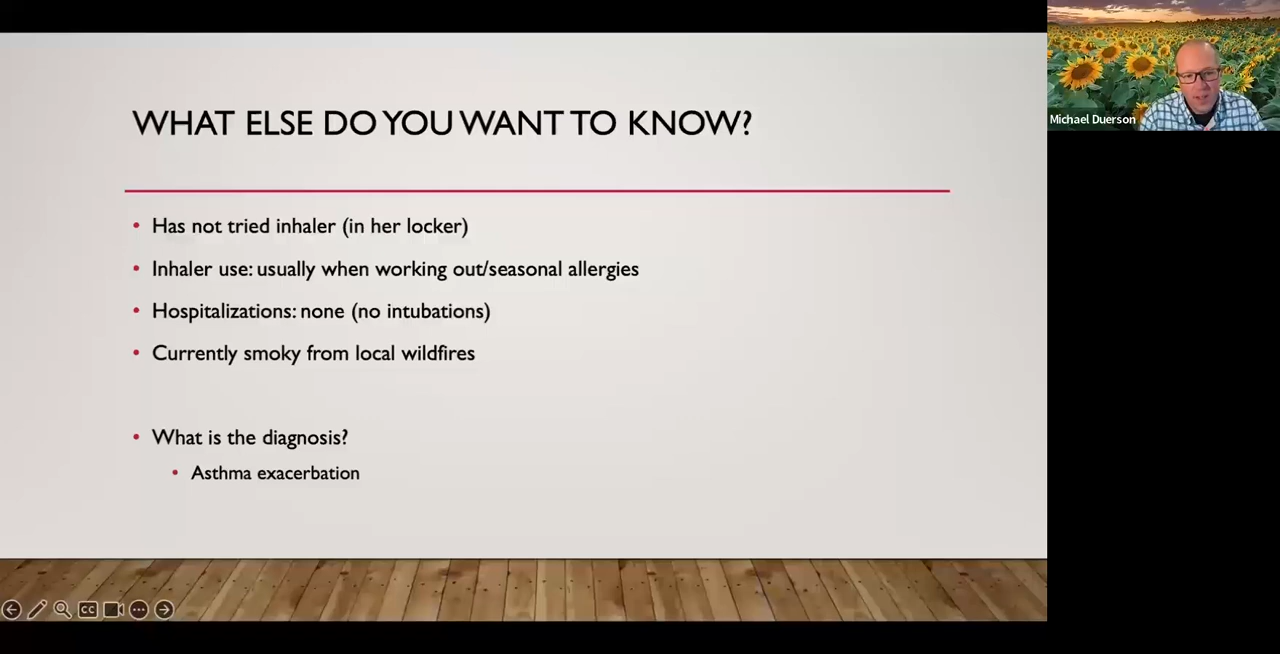 WHAT ELSE DO YOU WANT TO KNOW?
• Has not tried inhaler (in her locker)
• Inhaler use: usually when working out/seasonal allergies
• Hospitalizations: none (no intubations)
• Currently smoky from local wildfires
• What is the diagnosis?
• Asthma exacerbation
Michael Duerson
CC